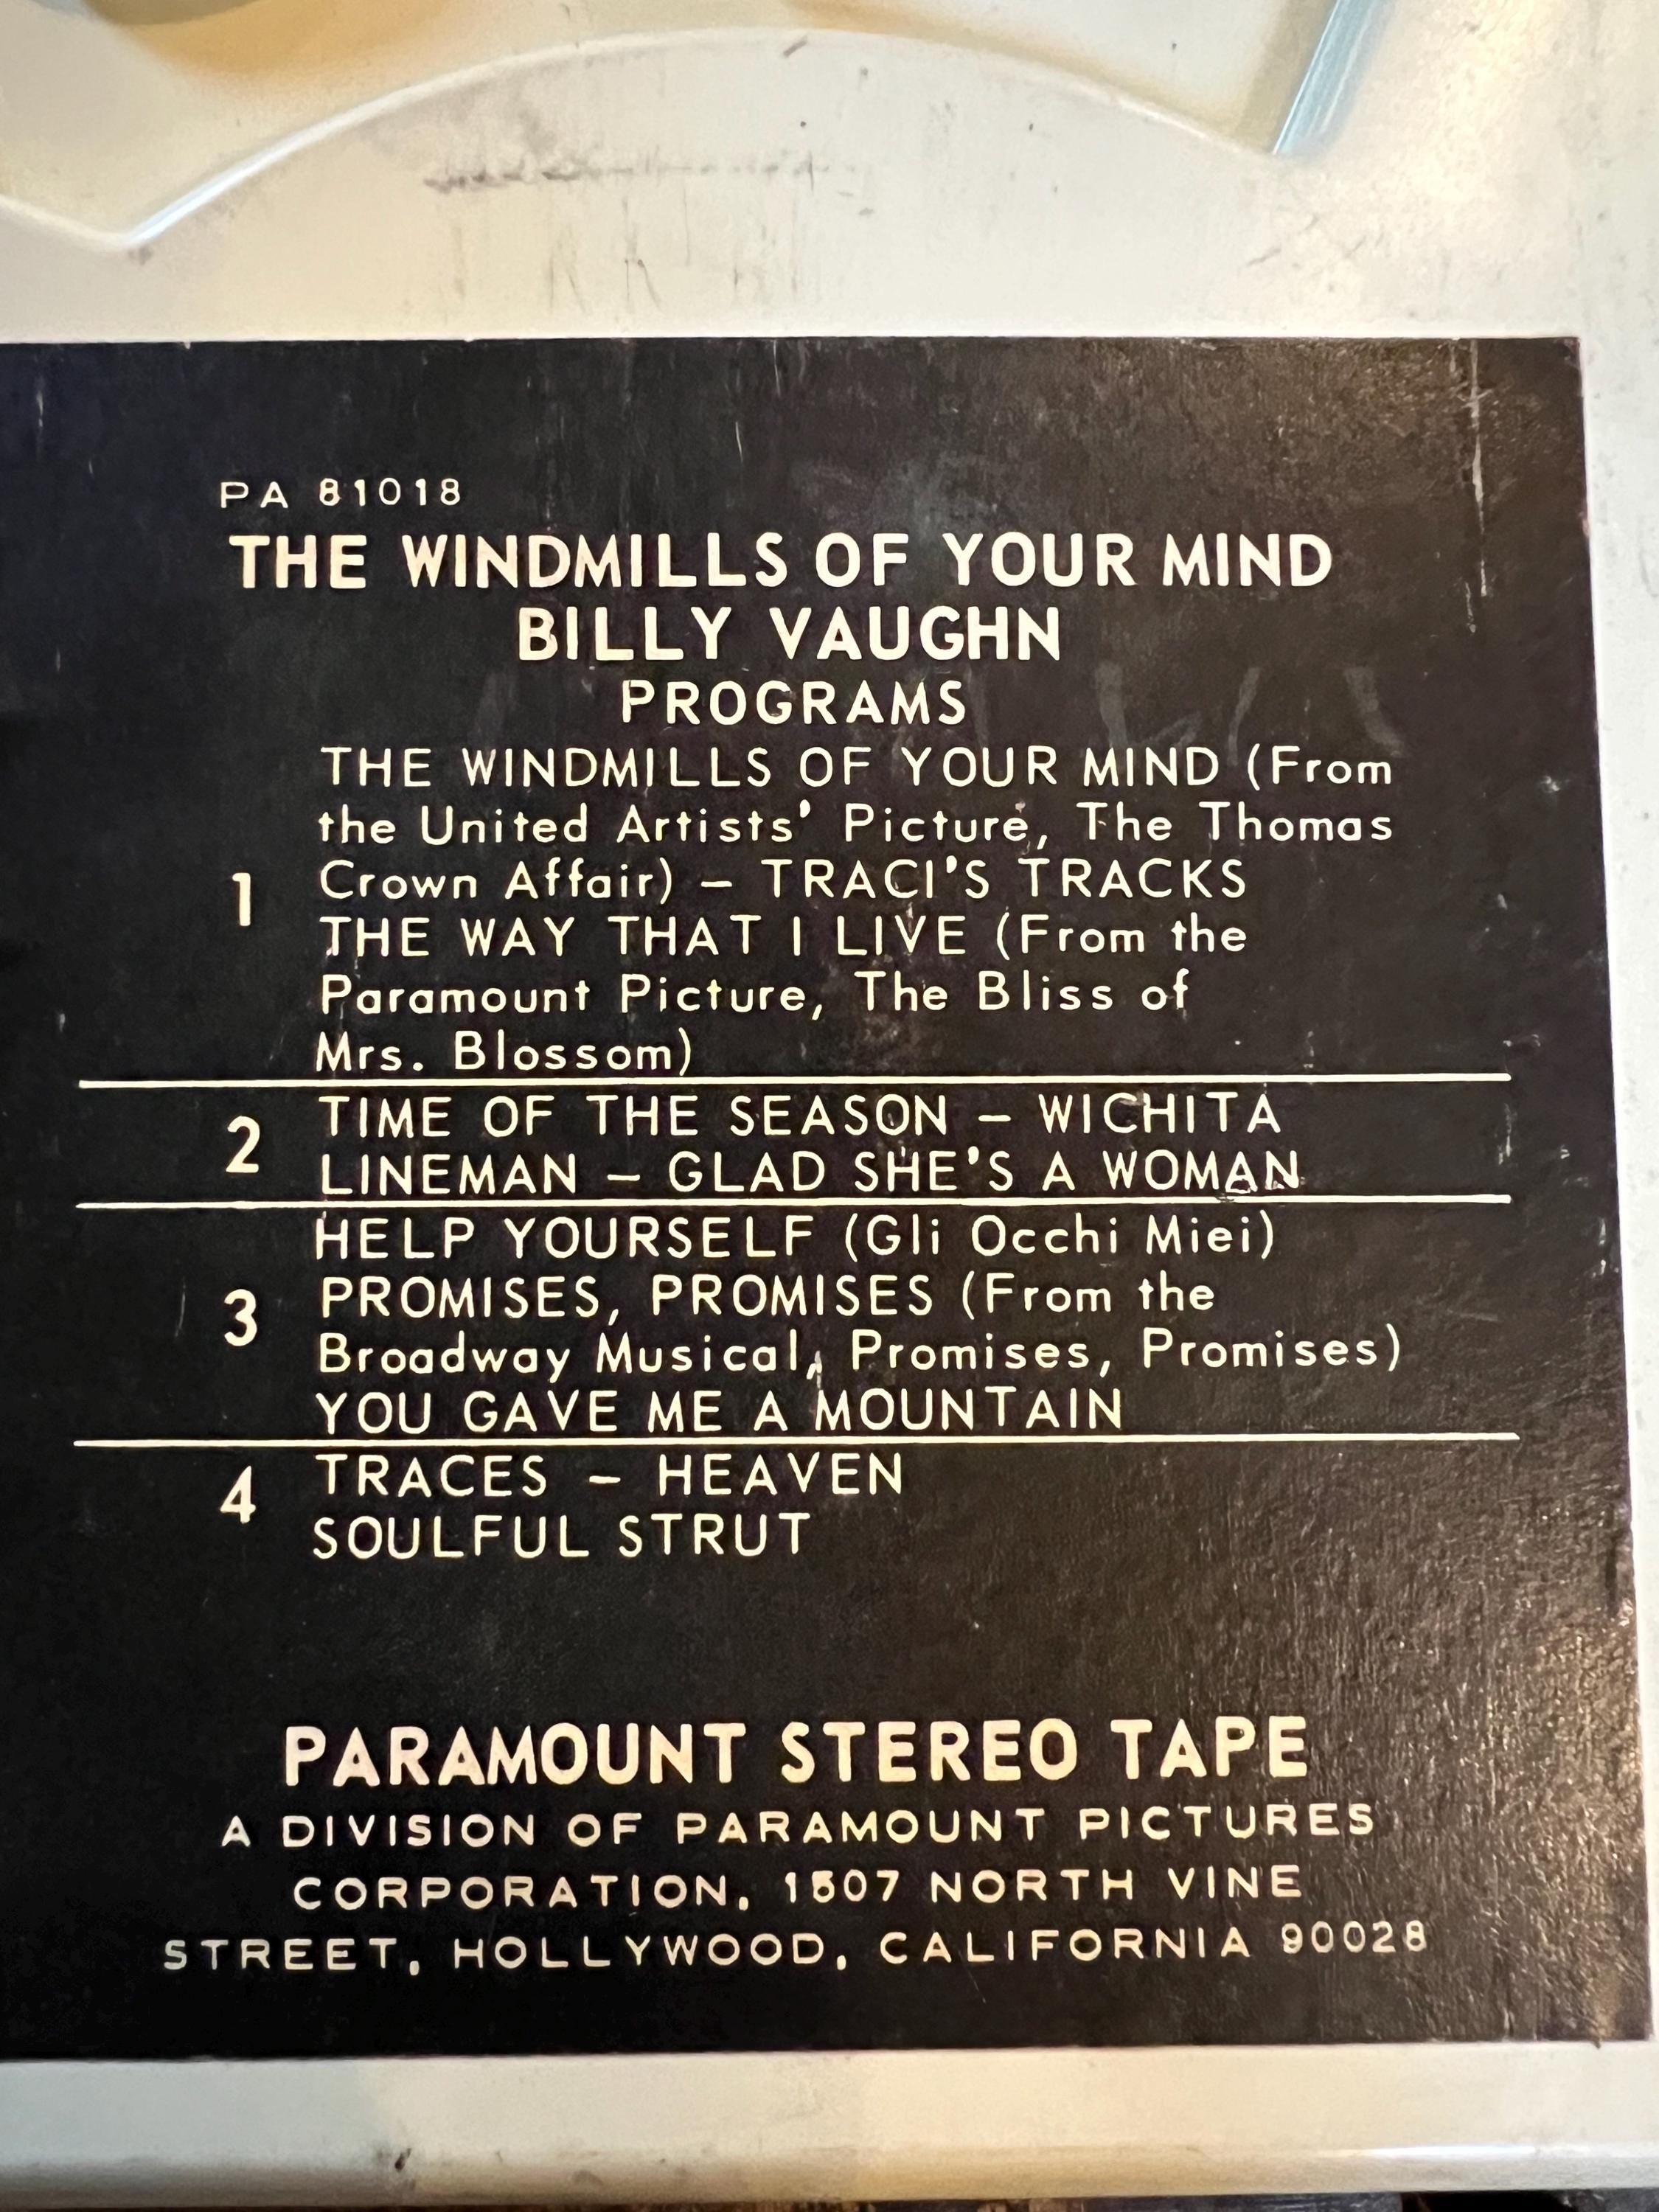 PA 81018
THE WINDMILLS OF YOUR MIND
BILLY VAUGHN
PROGRAMS
THE WINDMILLS OF YOUR MIND (From
the United Artists' Picture, The Thomas
1 Crown Affair) – TRACI'S TRACKS
THE WAY THAT I LIVE (From the
Paramount Picture, The Bliss of
Mrs. Blossom)
2 TIME OF THE SEASON – WICHITA
LINEMAN – GLAD SHE'S A WOMAN
HELP YOURSELF (Gli Occhi Miei)
3 PROMISES, PROMISES (From the
Broadway Musical, Promises, Promises)
YOU GAVE ME A MOUNTAIN
4 TRACES – HEAVEN
SOULFUL STRUT
PARAMOUNT STEREO TAPE
A DIVISION OF PARAMOUNT PICTURES
CORPORATION, 1507 NORTH VINE
STREET, HOLLYWOOD, CALIFORNIA 90028